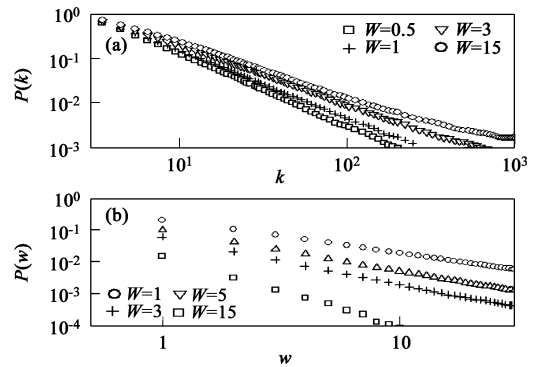 10^0
(a)
□ W=0.5 ▽ W=3
+ W=1 ○ W=15
10^-1
P(k)
10^-2
10^-3
10^1 10^2 10^3
k
10^0
(b)
10^-1
P(w)
10^-2
10^-3
○ W=1 ▽ W=5
+ W=3 □ W=15
10^-4
1 10
w